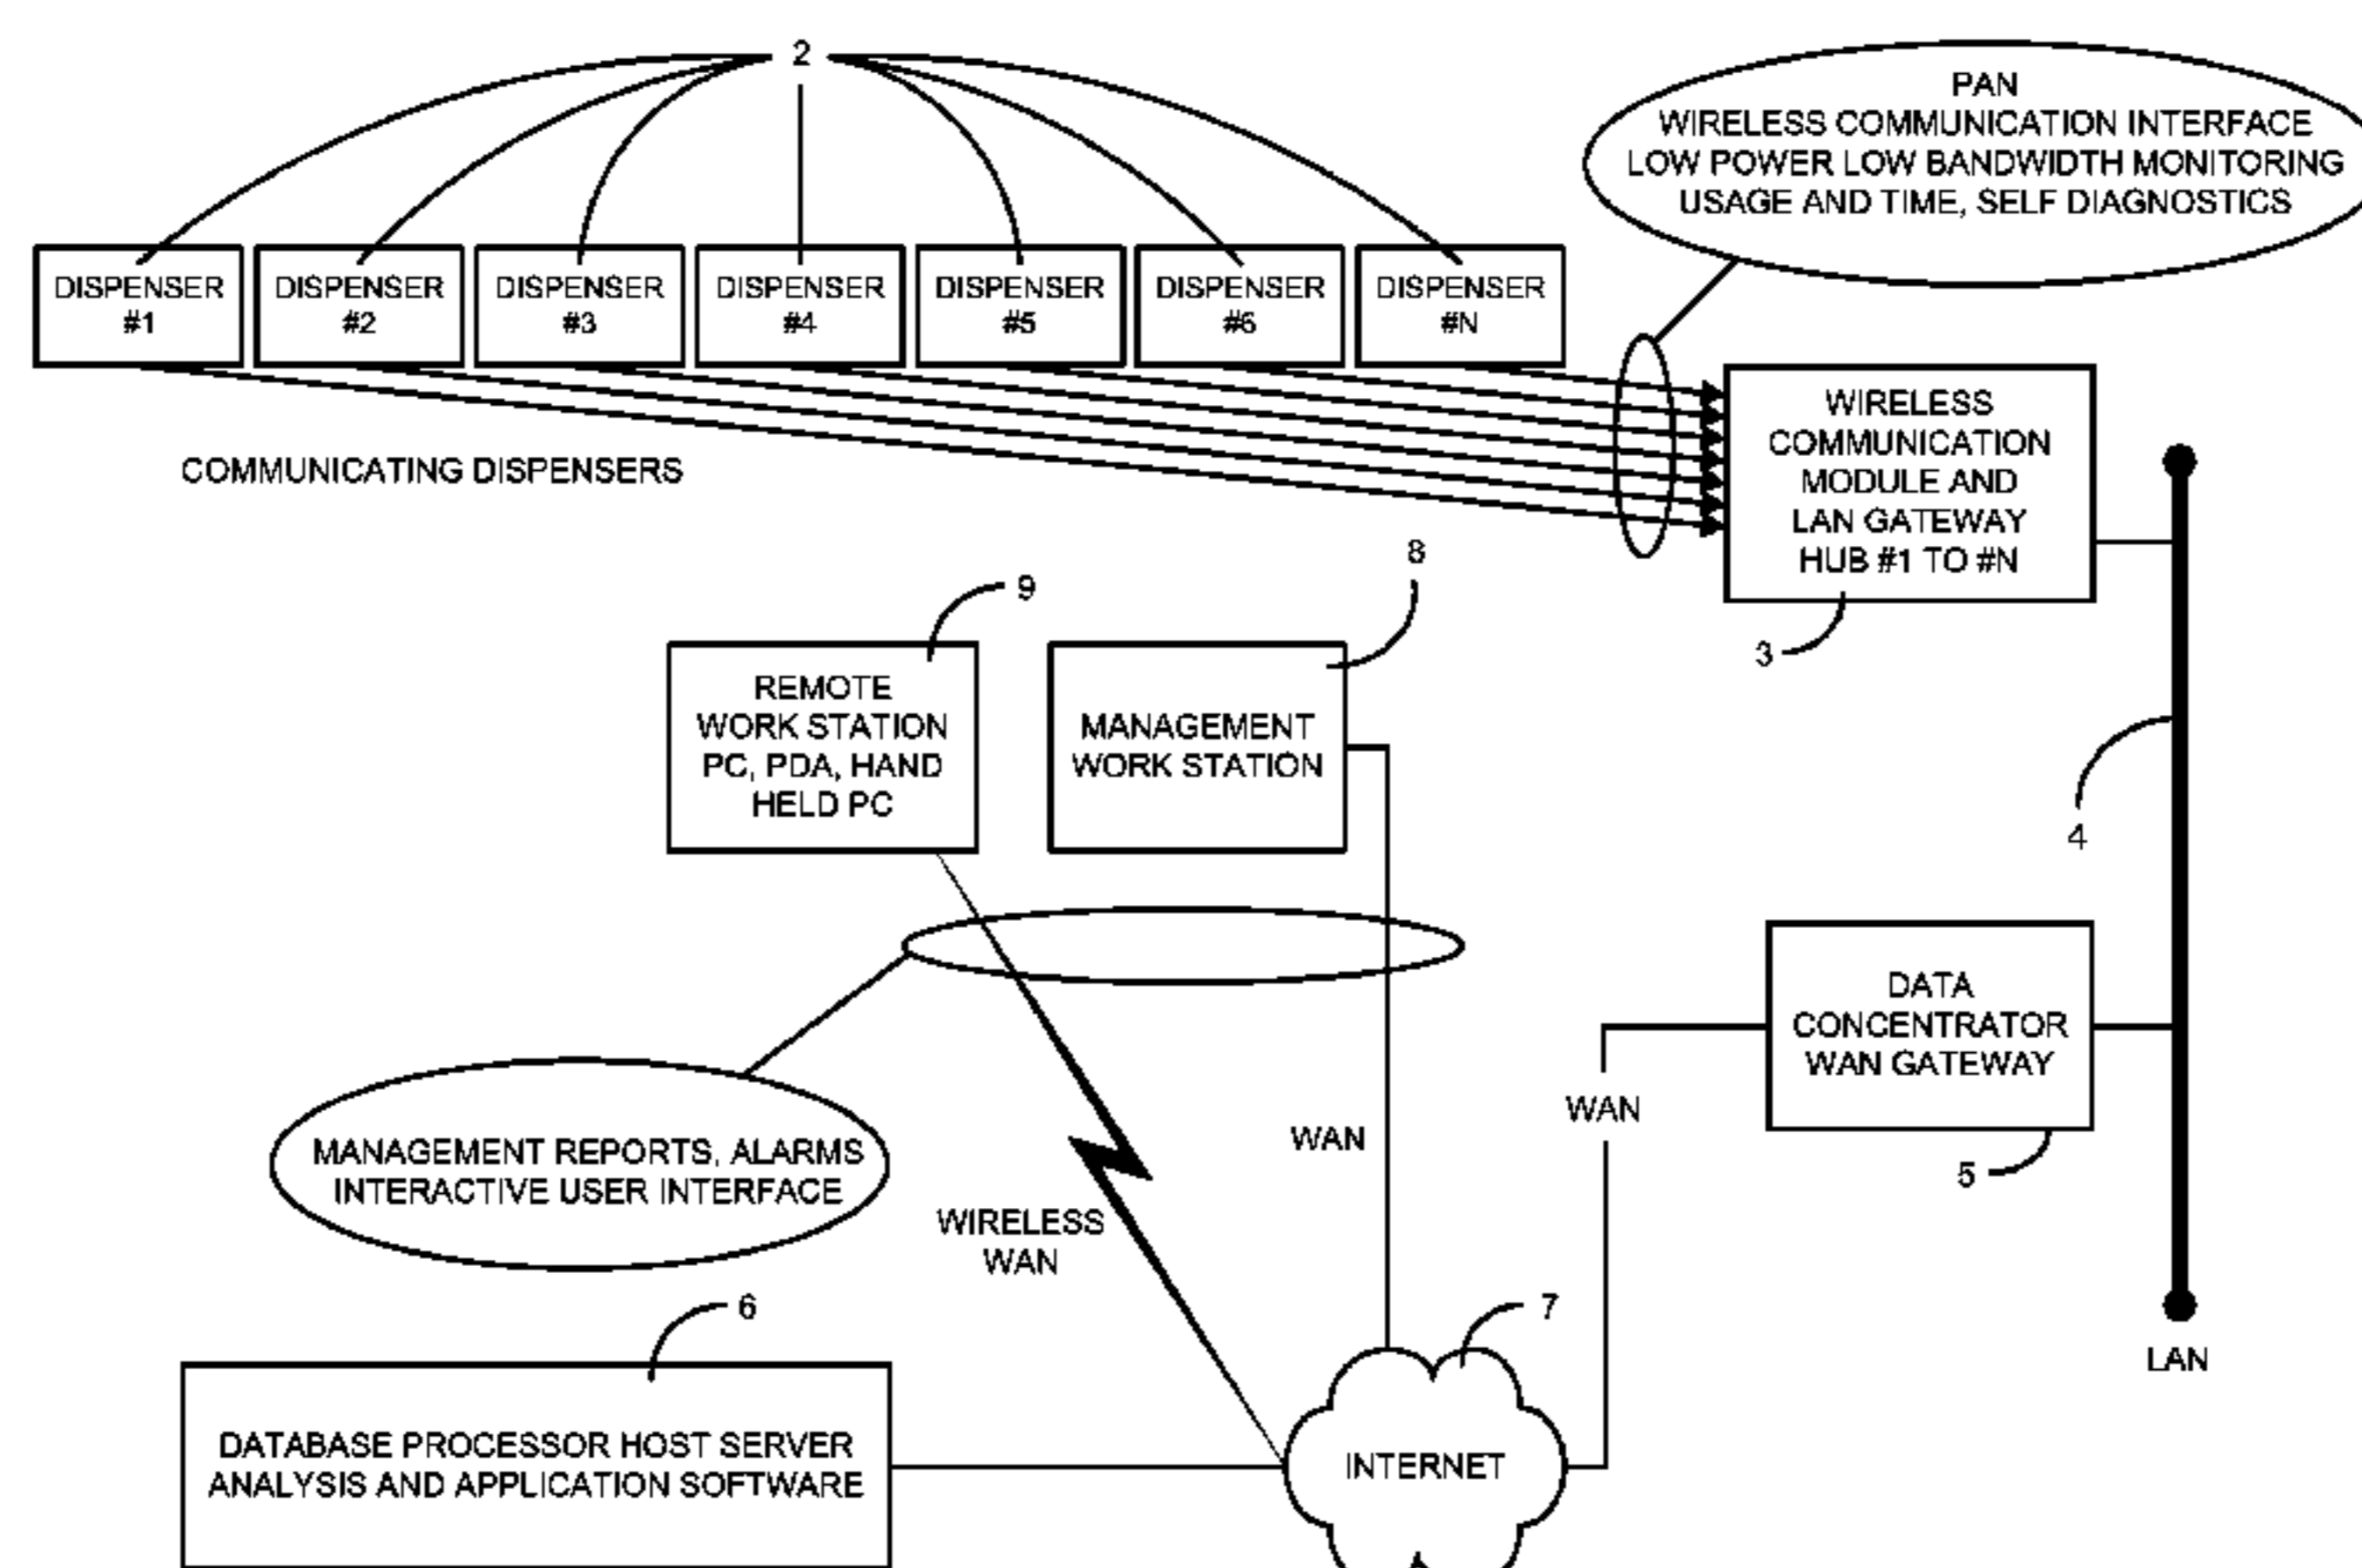 2
PAN
WIRELESS COMMUNICATION INTERFACE
LOW POWER LOW BANDWIDTH MONITORING
USAGE AND TIME, SELF DIAGNOSTICS
DISPENSER
#1
DISPENSER
#2
DISPENSER
#3
DISPENSER
#4
DISPENSER
#5
DISPENSER
#6
DISPENSER
#N
COMMUNICATING DISPENSERS
WIRELESS
COMMUNICATION
MODULE AND
LAN GATEWAY
HUB #1 TO #N
3
9
8
REMOTE
WORK STATION
PC, PDA, HAND
HELD PC
MANAGEMENT
WORK STATION
4
DATA
CONCENTRATOR
WAN GATEWAY
5
WAN
WAN
MANAGEMENT REPORTS, ALARMS
INTERACTIVE USER INTERFACE
WIRELESS
WAN
6
7
LAN
DATABASE PROCESSOR HOST SERVER
ANALYSIS AND APPLICATION SOFTWARE
INTERNET